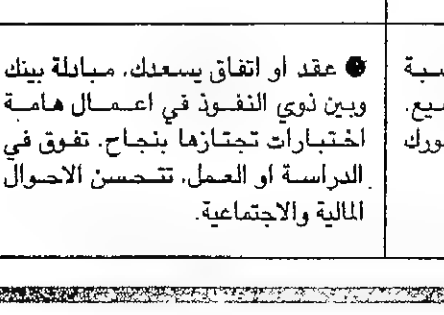 ● عقد او اتفاق يسعدك. مبادلة بينك
وبين ذوي النفوذ في اعمال هامة
اختبارات تجتازها بنجاح. تفوق في
الدراسة او العمل. تتحسن الاحوال
المالية والاجتماعية.